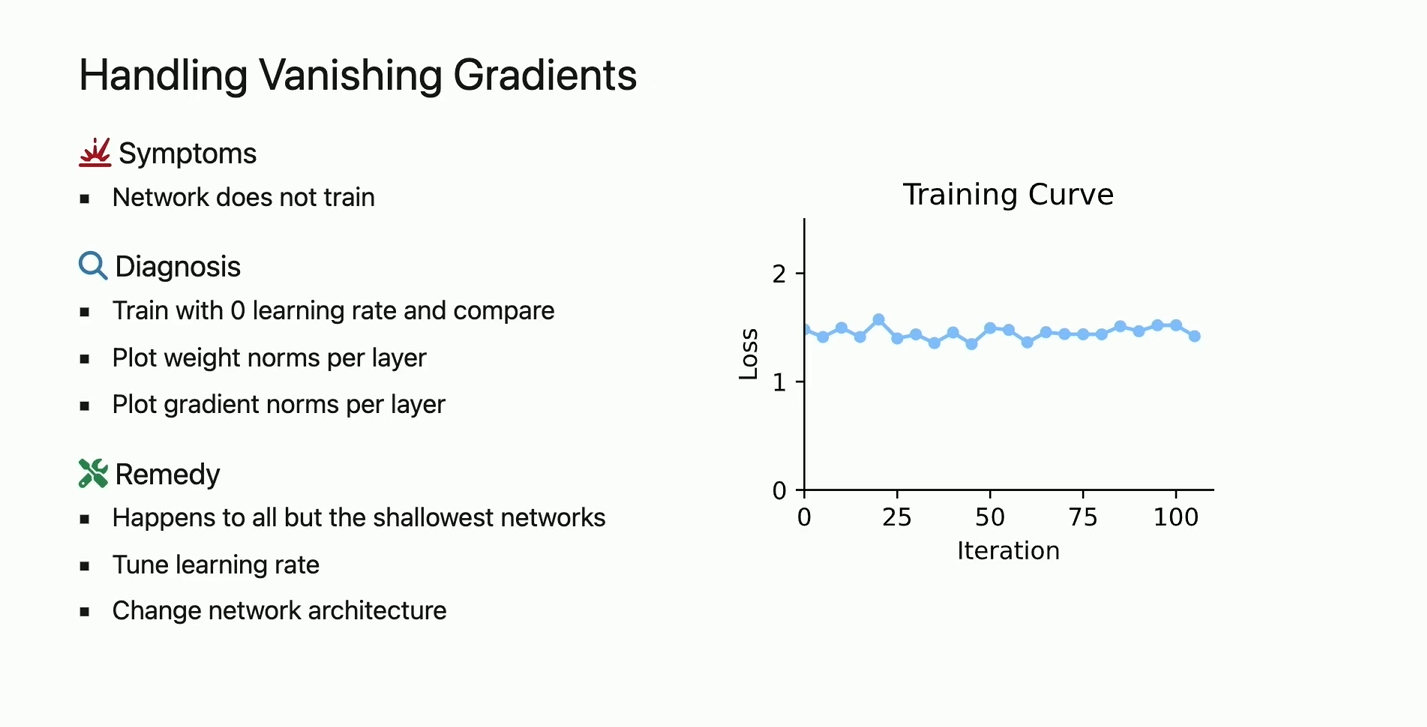 Handling Vanishing Gradients
Symptoms
▪ Network does not train
Diagnosis
▪ Train with 0 learning rate and compare
▪ Plot weight norms per layer
▪ Plot gradient norms per layer
Remedy
▪ Happens to all but the shallowest networks
▪ Tune learning rate
▪ Change network architecture
Training Curve
Loss
2
1
0
0 25 50 75 100
Iteration